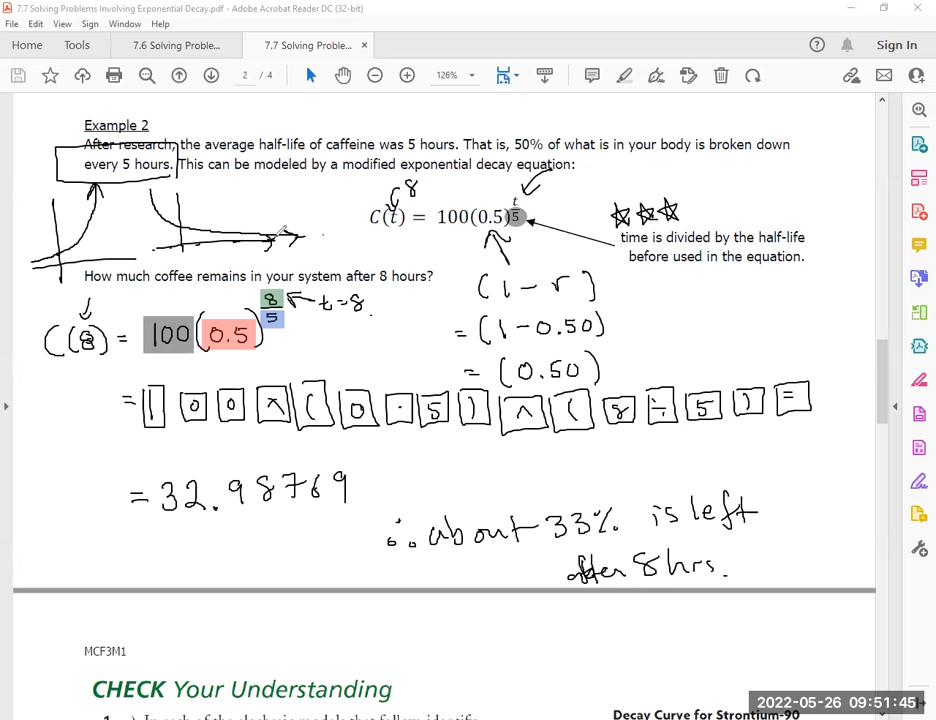 7.7 Solving Problems Involving Exponential Decay.pdf - Adobe Acrobat Reader DC (32-bit)
File Edit View Sign Window Help
Home Tools 7.6 Solving Proble... 7.7 Solving Proble... × Sign In
2 / 4 126%
Example 2
After research, the average half-life of caffeine was 5 hours. That is, 50% of what is in your body is broken down
every 5 hours. This can be modeled by a modified exponential decay equation:
8
C(t) = 100(0.5)^(t/5)
time is divided by the half-life
before used in the equation.
How much coffee remains in your system after 8 hours?
(1 - r)
C(8) = 100(0.5)^(8/5) t=8.
= (1 - 0.50)
= (0.50)
= 1 0 0 × ( 0 . 5 ) ^ ( 8 ÷ 5 ) =
= 32.98769
∴ about 33% is left
after 8 hrs.
MCF3M1
CHECK Your Understanding
Decay Curve for Strontium-90
2022-05-26 09:51:45